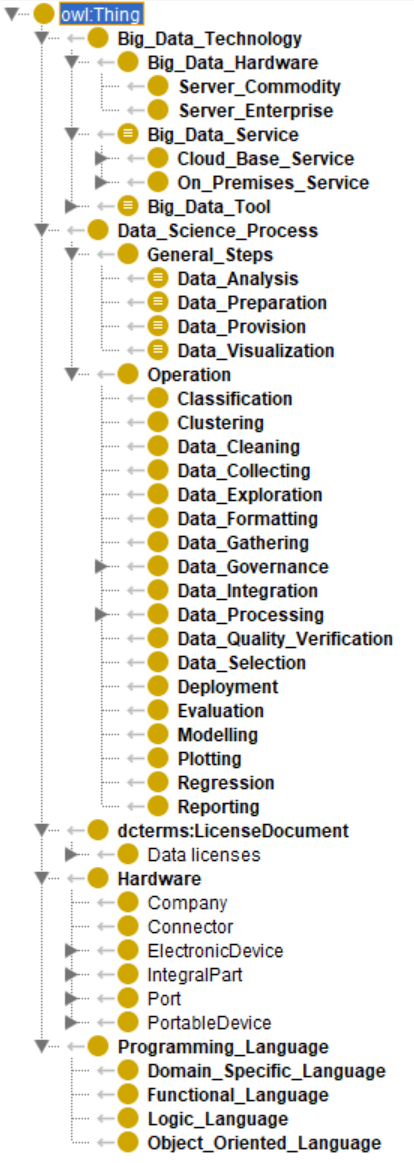 owl:Thing
Big_Data_Technology
Big_Data_Hardware
Server_Commodity
Server_Enterprise
Big_Data_Service
Cloud_Base_Service
On_Premises_Service
Big_Data_Tool
Data_Science_Process
General_Steps
Data_Analysis
Data_Preparation
Data_Provision
Data_Visualization
Operation
Classification
Clustering
Data_Cleaning
Data_Collecting
Data_Exploration
Data_Formatting
Data_Gathering
Data_Governance
Data_Integration
Data_Processing
Data_Quality_Verification
Data_Selection
Deployment
Evaluation
Modelling
Plotting
Regression
Reporting
dcterms:LicenseDocument
Data licenses
Hardware
Company
Connector
ElectronicDevice
IntegralPart
Port
PortableDevice
Programming_Language
Domain_Specific_Language
Functional_Language
Logic_Language
Object_Oriented_Language